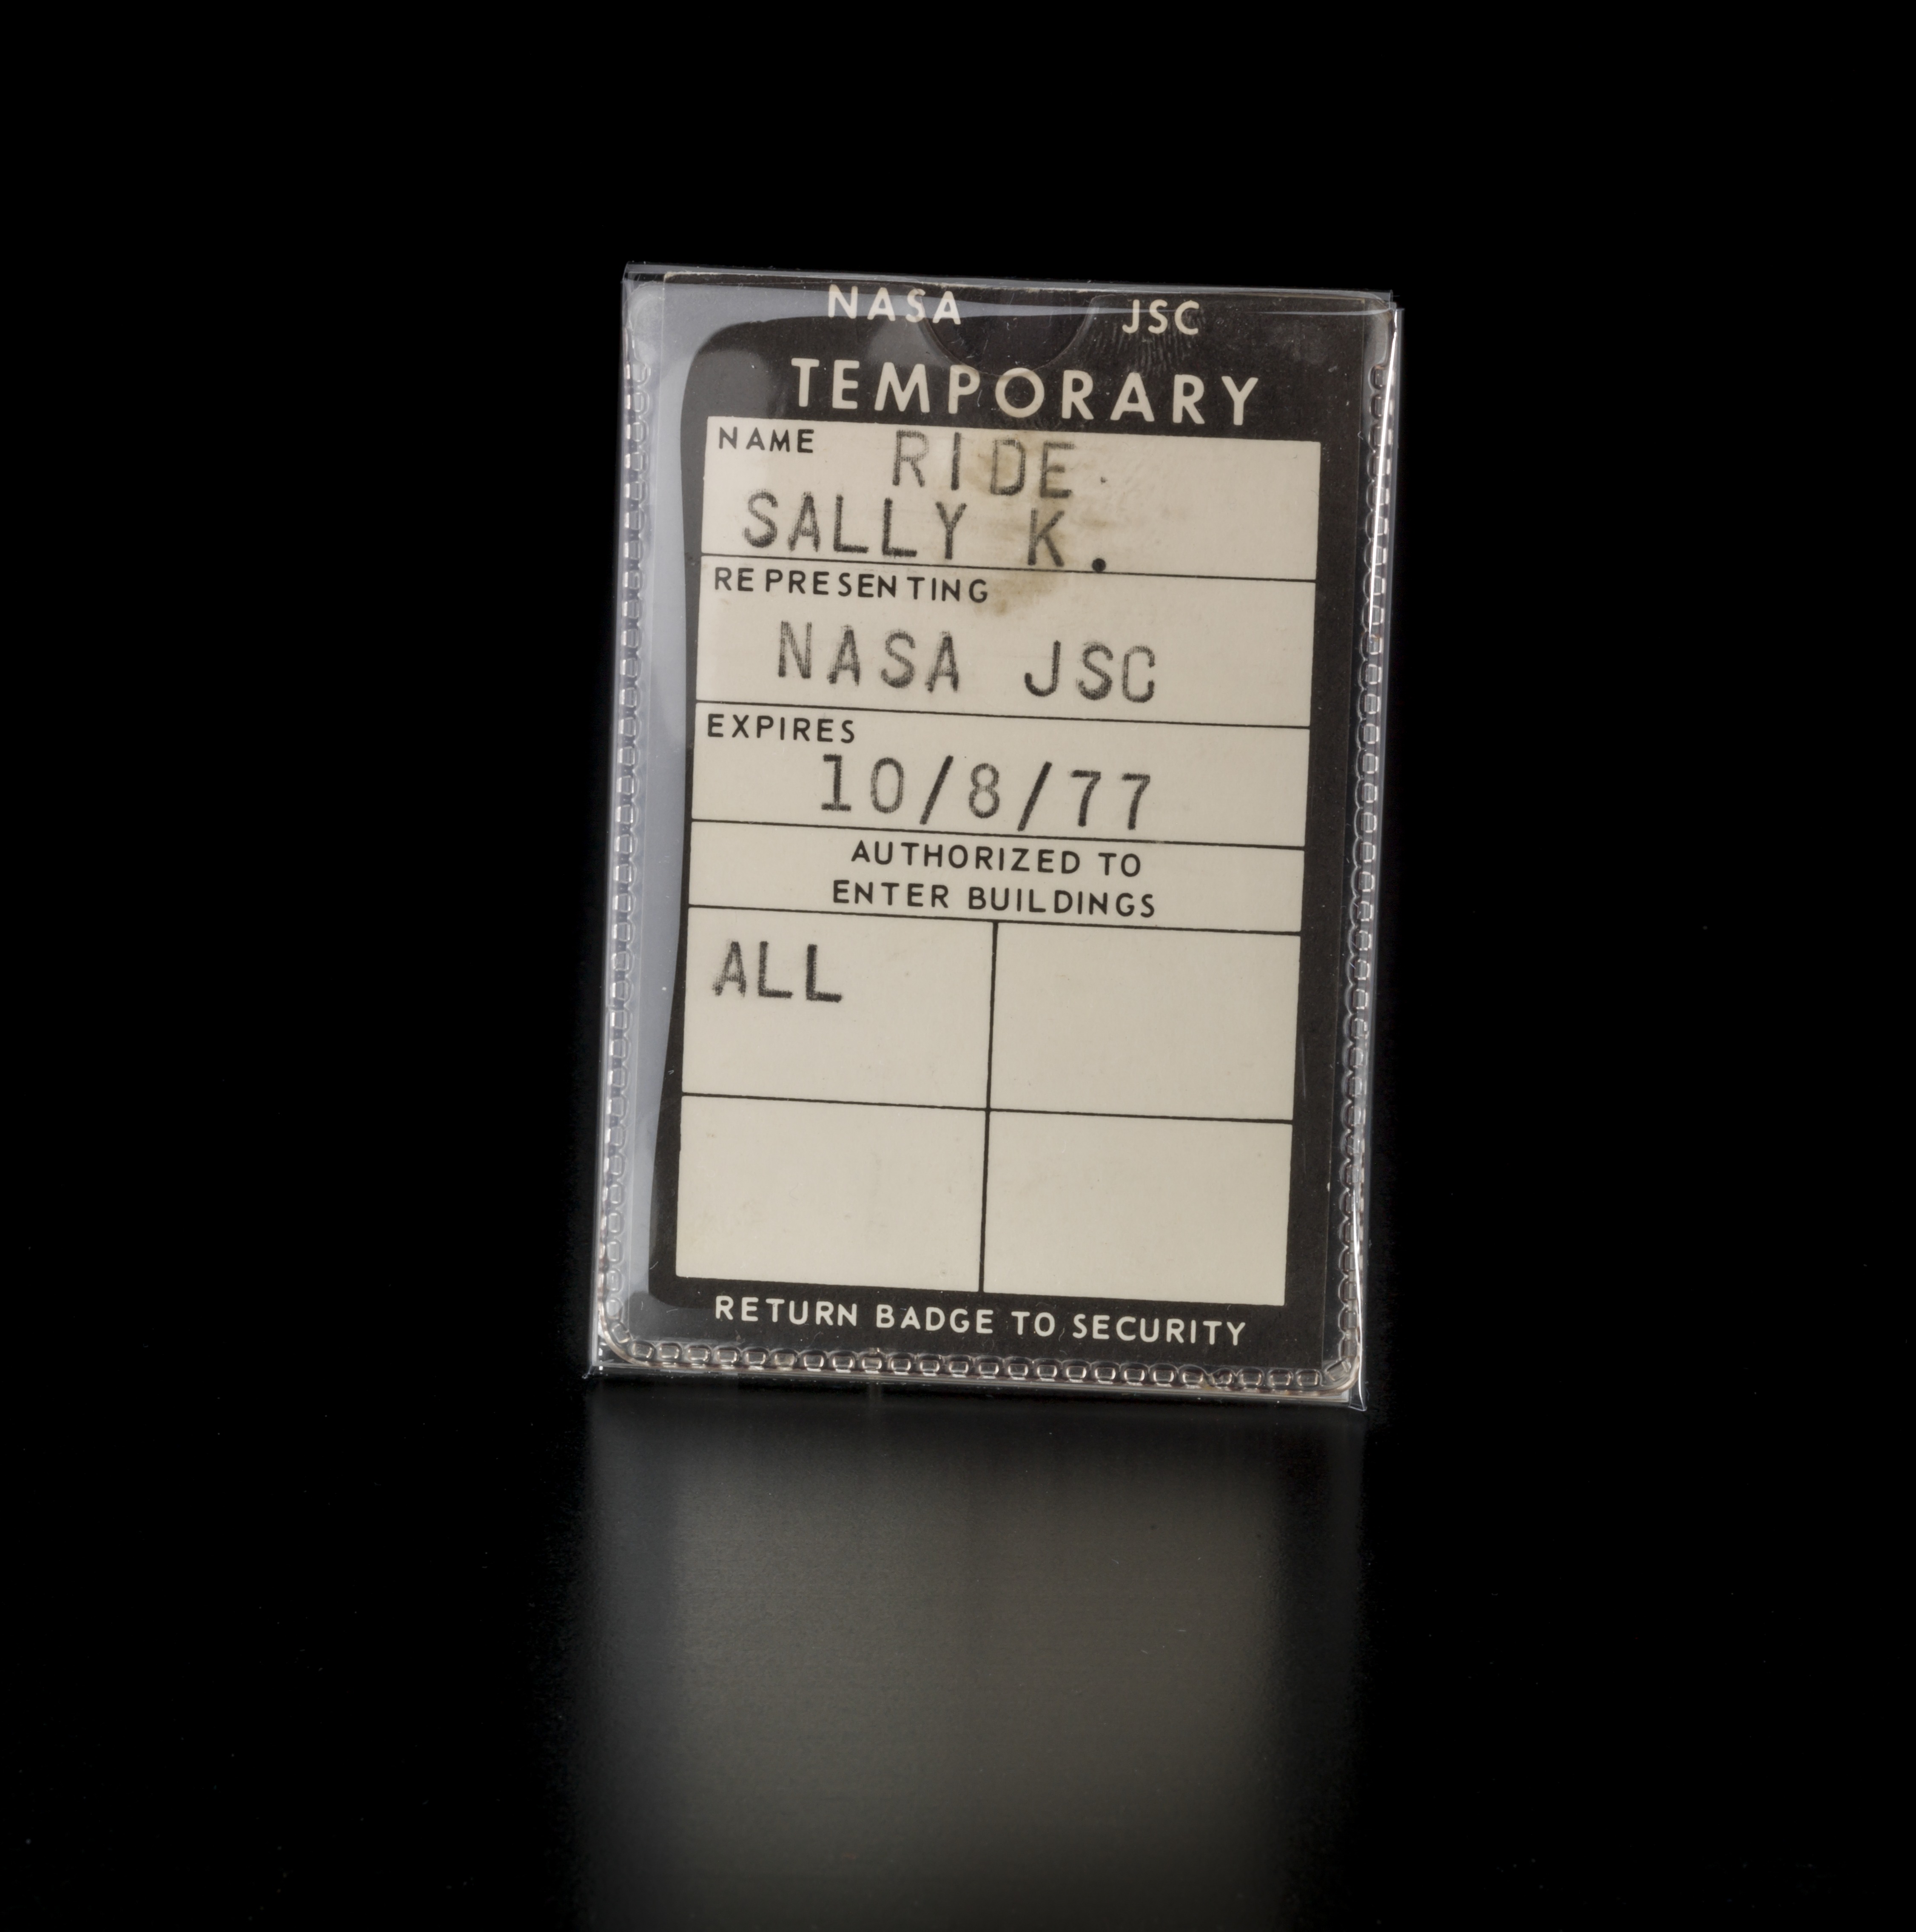 NASA JSC
TEMPORARY
NAME RIDE.
SALLY K.
REPRESENTING
NASA JSC
EXPIRES
10/8/77
AUTHORIZED TO
ENTER BUILDINGS
ALL
RETURN BADGE TO SECURITY